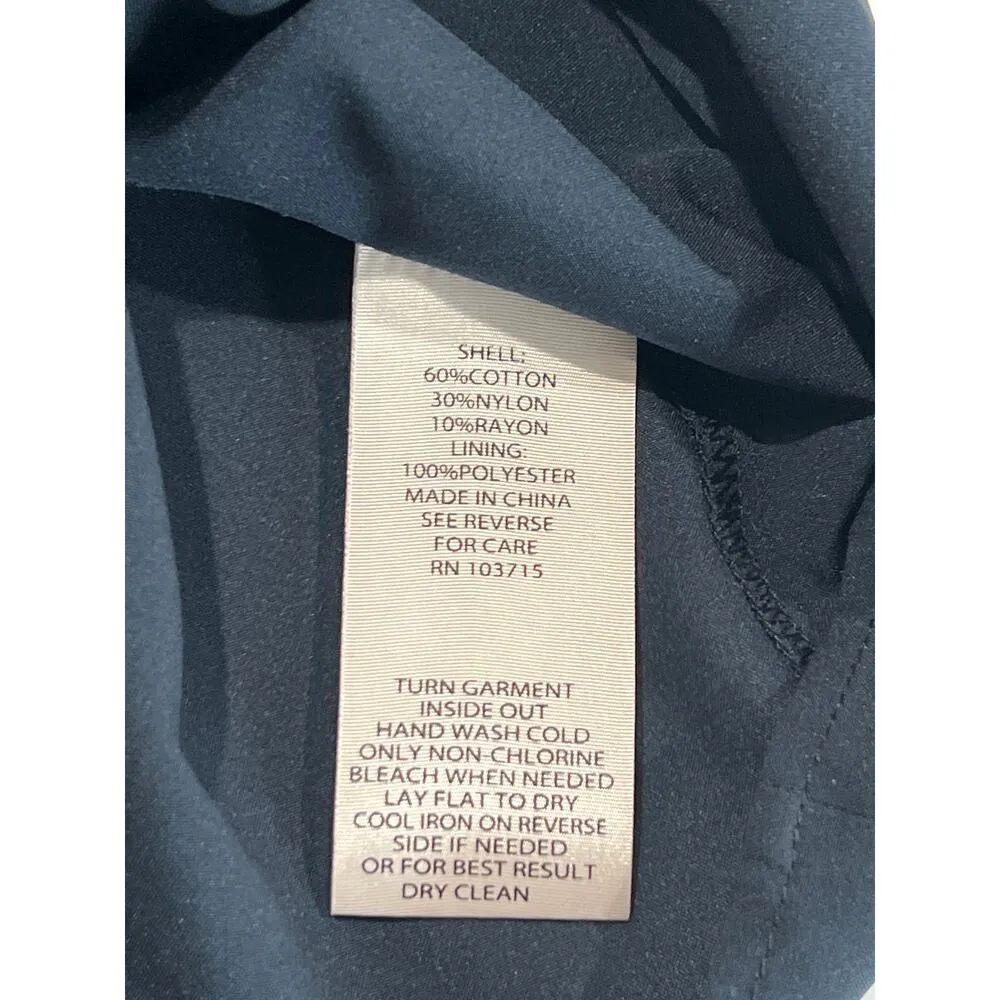 SHELL:
60%COTTON
30%NYLON
10%RAYON
LINING:
100%POLYESTER
MADE IN CHINA
SEE REVERSE
FOR CARE
RN 103715
TURN GARMENT
INSIDE OUT
HAND WASH COLD
ONLY NON-CHLORINE
BLEACH WHEN NEEDED
LAY FLAT TO DRY
COOL IRON ON REVERSE
SIDE IF NEEDED
OR FOR BEST RESULT
DRY CLEAN